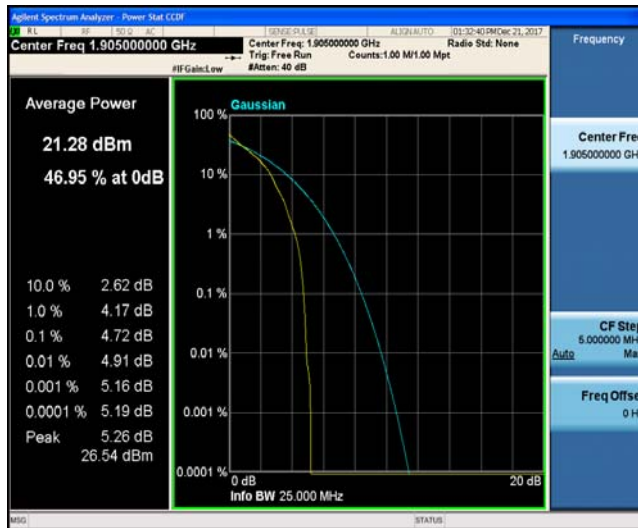 Agilent Spectrum Analyzer - Power Stat CCDF
RL RF 50 Ω AC SENSE:PULSE ALIGN AUTO 01:32:40 PM Dec 21, 2017
Center Freq 1.905000000 GHz
Center Freq: 1.905000000 GHz Radio Std: None
Trig: Free Run Counts:1.00 M/1.00 Mpt
#IFGain:Low #Atten: 40 dB
Frequency
Average Power
21.28 dBm
46.95 % at 0dB
10.0 % 2.62 dB
1.0 % 4.17 dB
0.1 % 4.72 dB
0.01 % 4.91 dB
0.001 % 5.16 dB
0.0001 % 5.19 dB
Peak 5.26 dB
26.54 dBm
Gaussian
100 %
10 %
1 %
0.1 %
0.01 %
0.001 %
0.0001 %
0 dB 20 dB
Info BW 25.000 MHz
Center Fre
1.905000000 GH
CF Ste
5.000000 MH
Auto Ma
Freq Offse
0 H
MSG STATUS